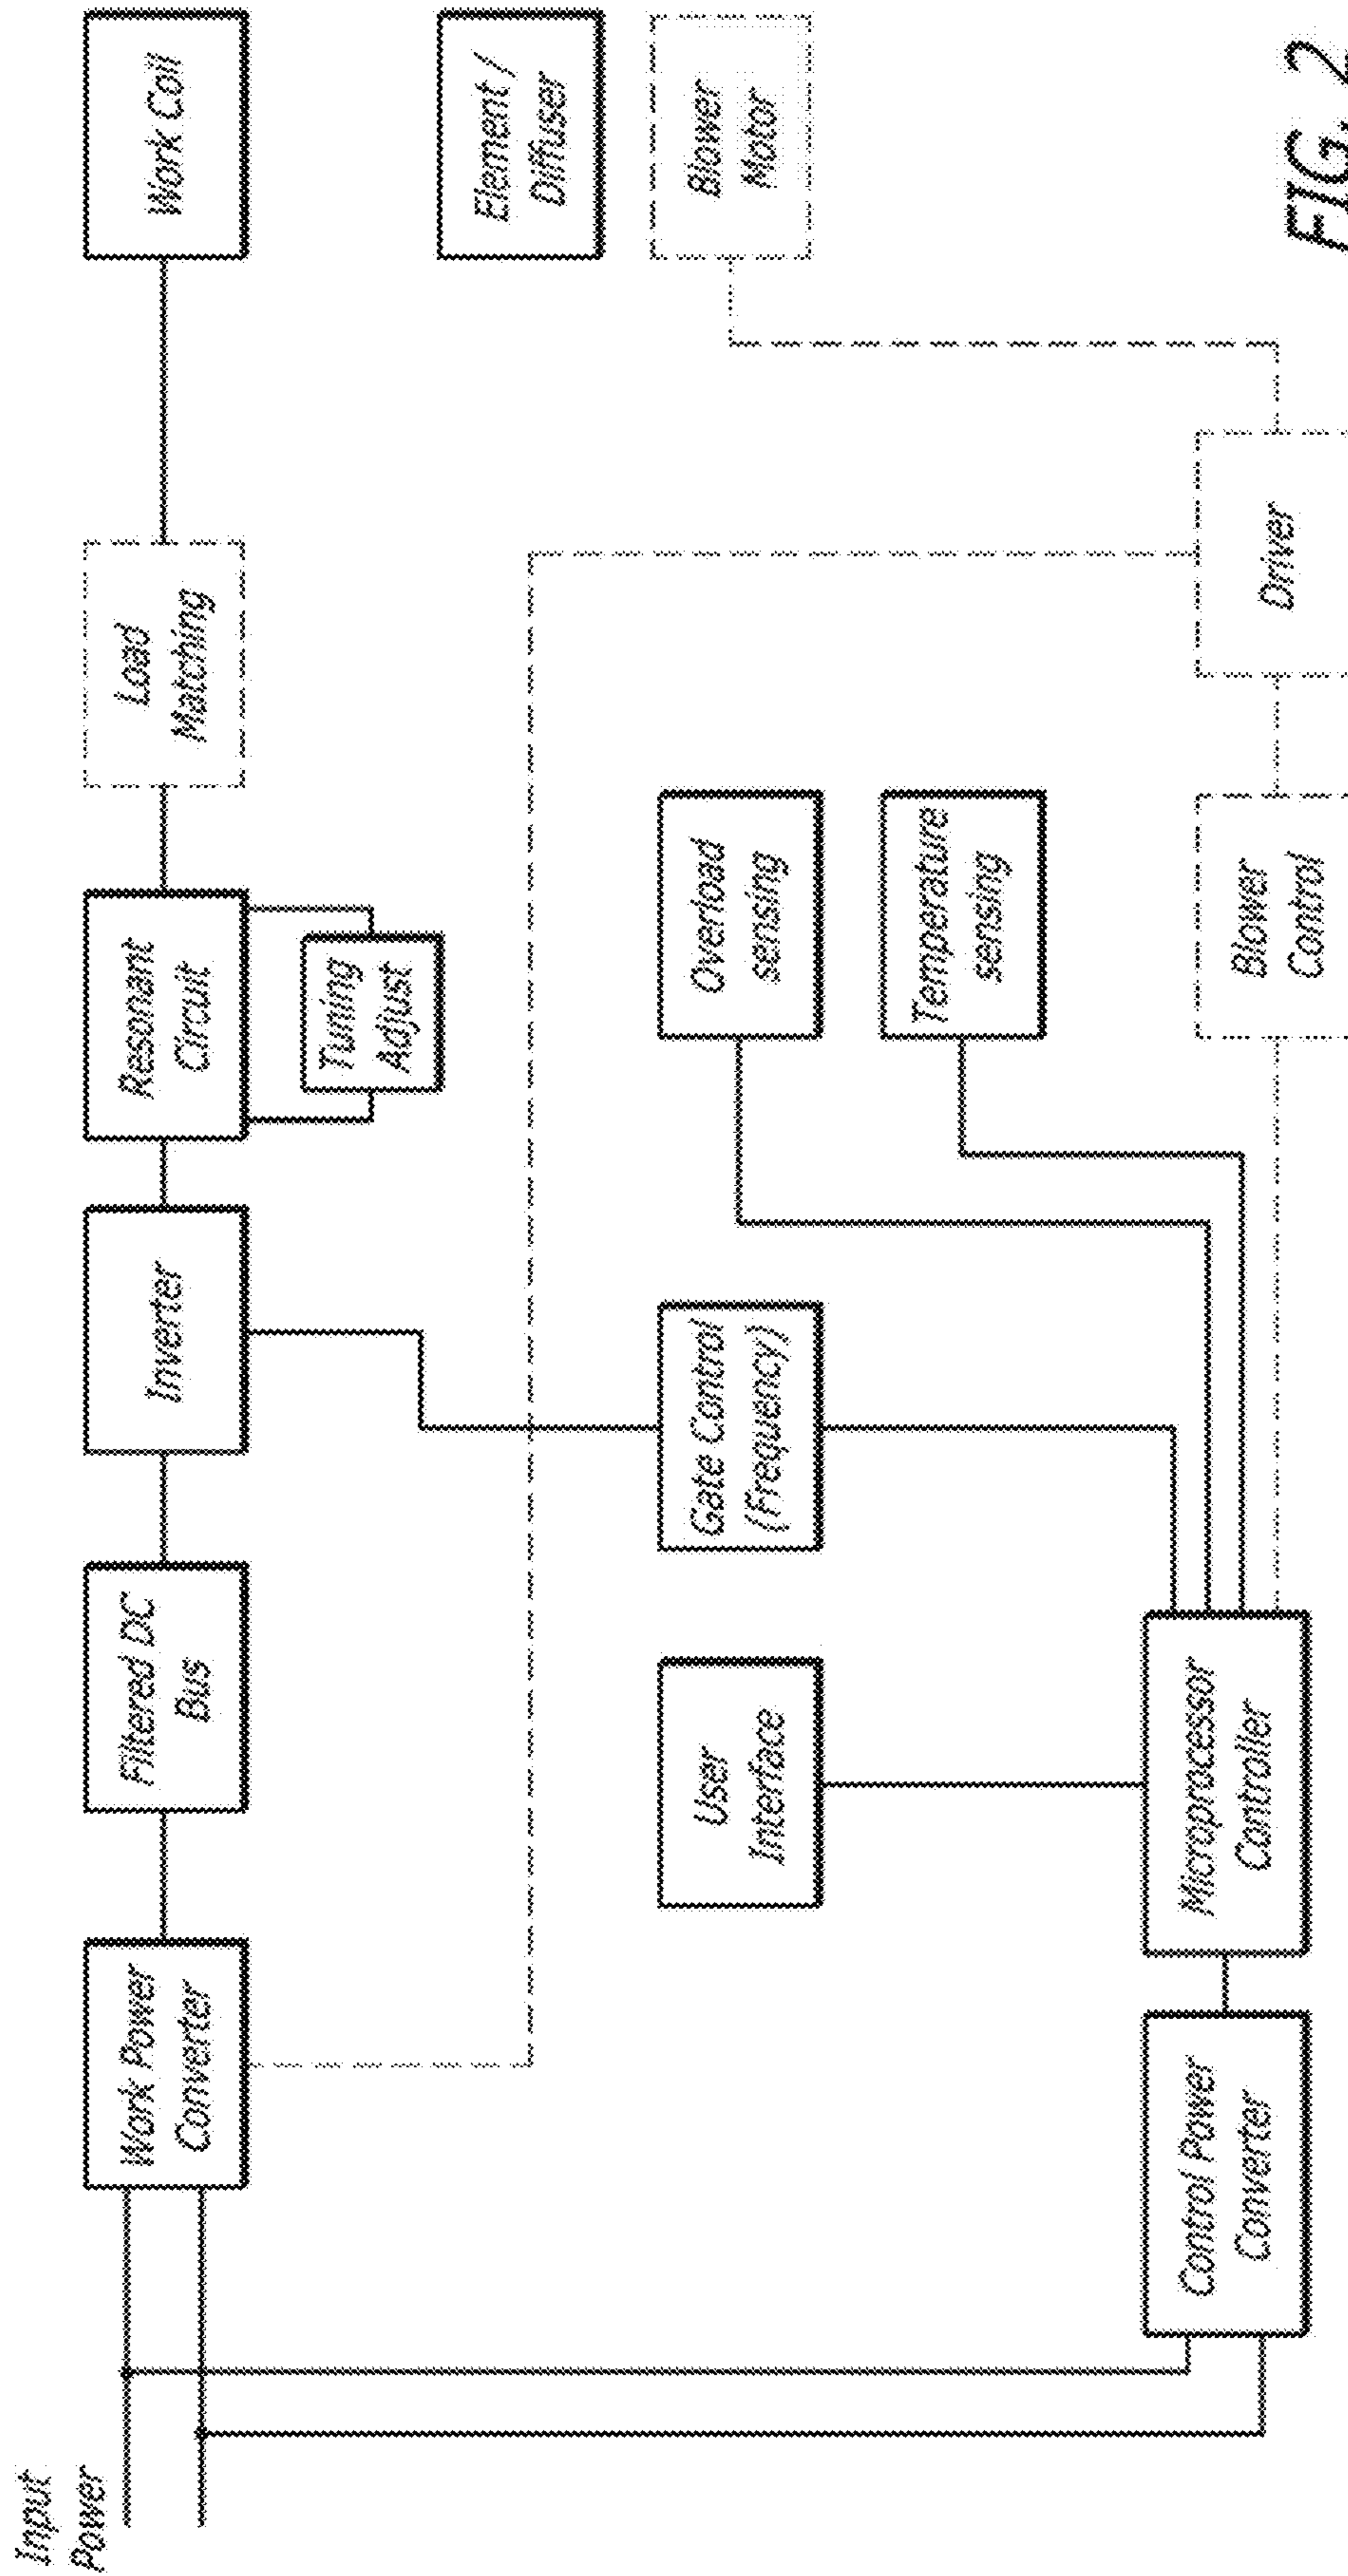 Input
Power
Work Power
Converter
Filtered DC
Bus
Inverter
Resonant
Circuit
Tuning
Adjust
Load
Matching
Work Coil
Element /
Diffuser
Blower
Motor
User
Interface
Gate Control
(Frequency)
Overload
sensing
Temperature
sensing
Control Power
Converter
Microprocessor
Controller
Blower
Control
Driver
FIG. 2